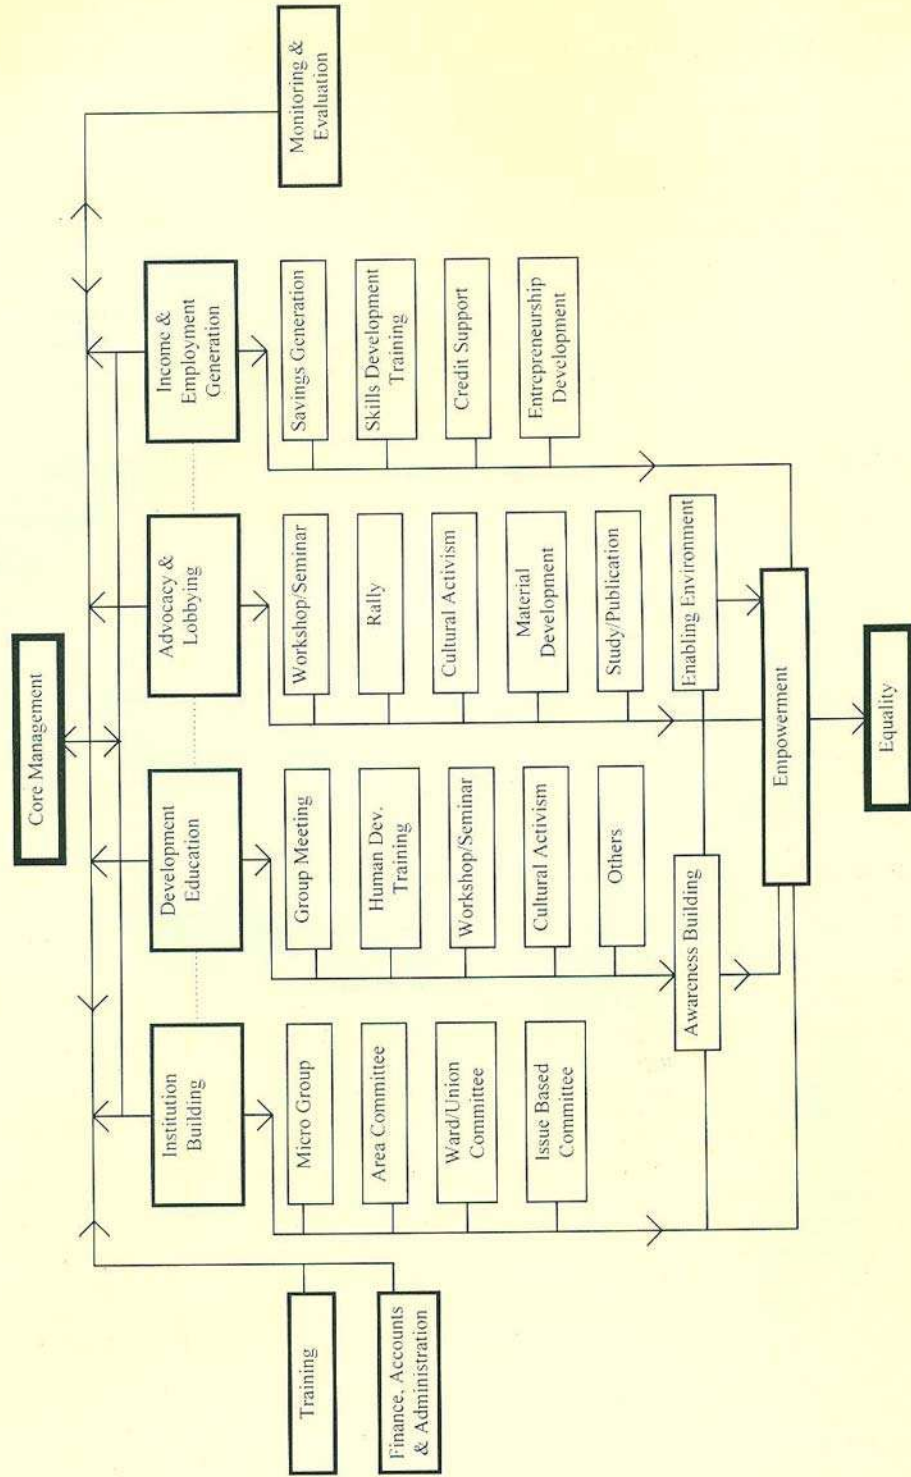 Core Management
Training
Finance, Accounts
& Administration
Institution
Building
Micro Group
Area Committee
Ward/Union
Committee
Issue Based
Committee
Development
Education
Group Meeting
Human Dev.
Training
Workshop/Seminar
Cultural Activism
Others
Awareness Building
Advocacy &
Lobbying
Workshop/Seminar
Rally
Cultural Activism
Material
Development
Study/Publication
Enabling Environment
Income &
Employment
Generation
Savings Generation
Skills Development
Training
Credit Support
Entrepreneurship
Development
Monitoring &
Evaluation
Empowerment
Equality